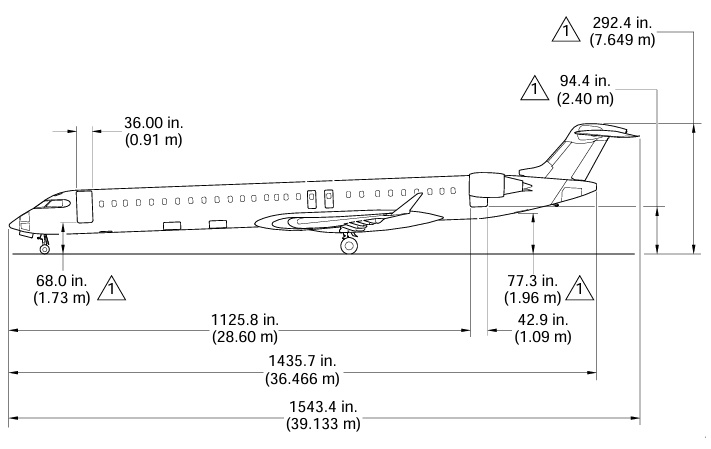 1
292.4 in.
(7.649 m)
1
94.4 in.
(2.40 m)
36.00 in.
(0.91 m)
68.0 in.
(1.73 m)
1
77.3 in.
(1.96 m)
1
1125.8 in.
(28.60 m)
42.9 in.
(1.09 m)
1435.7 in.
(36.466 m)
1543.4 in.
(39.133 m)